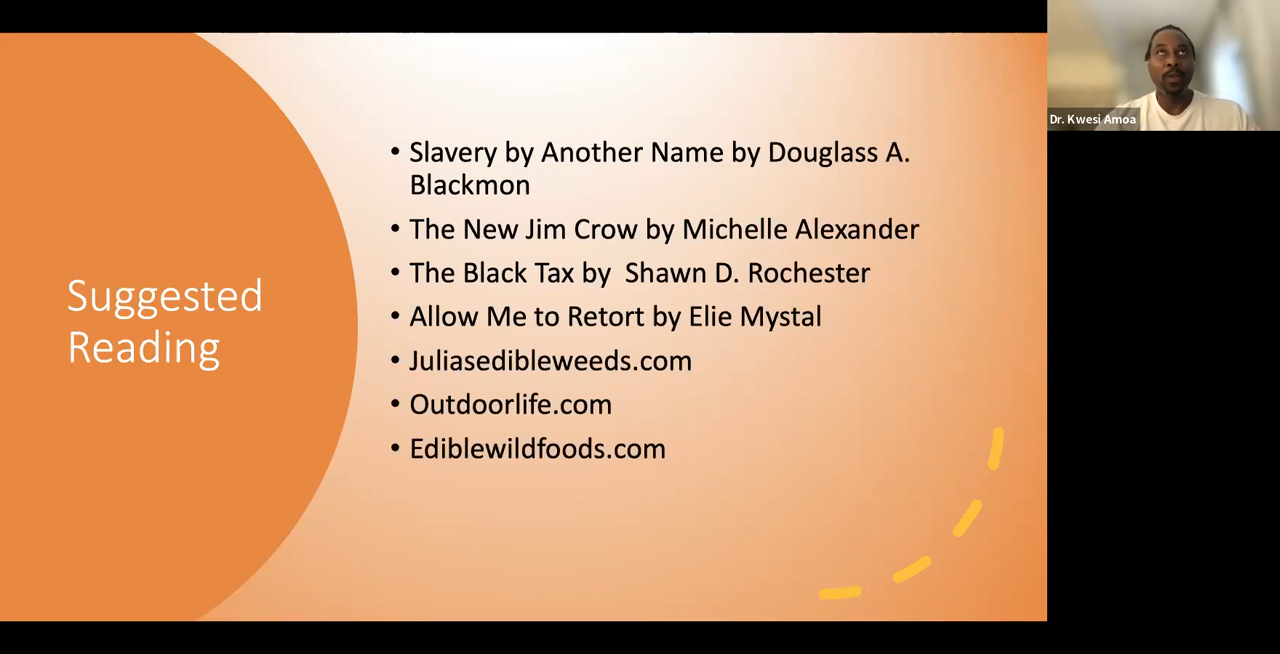 Suggested
Reading
• Slavery by Another Name by Douglass A.
Blackmon
• The New Jim Crow by Michelle Alexander
• The Black Tax by  Shawn D. Rochester
• Allow Me to Retort by Elie Mystal
• Juliasedibleweeds.com
• Outdoorlife.com
• Ediblewildfoods.com
Dr. Kwesi Amoa